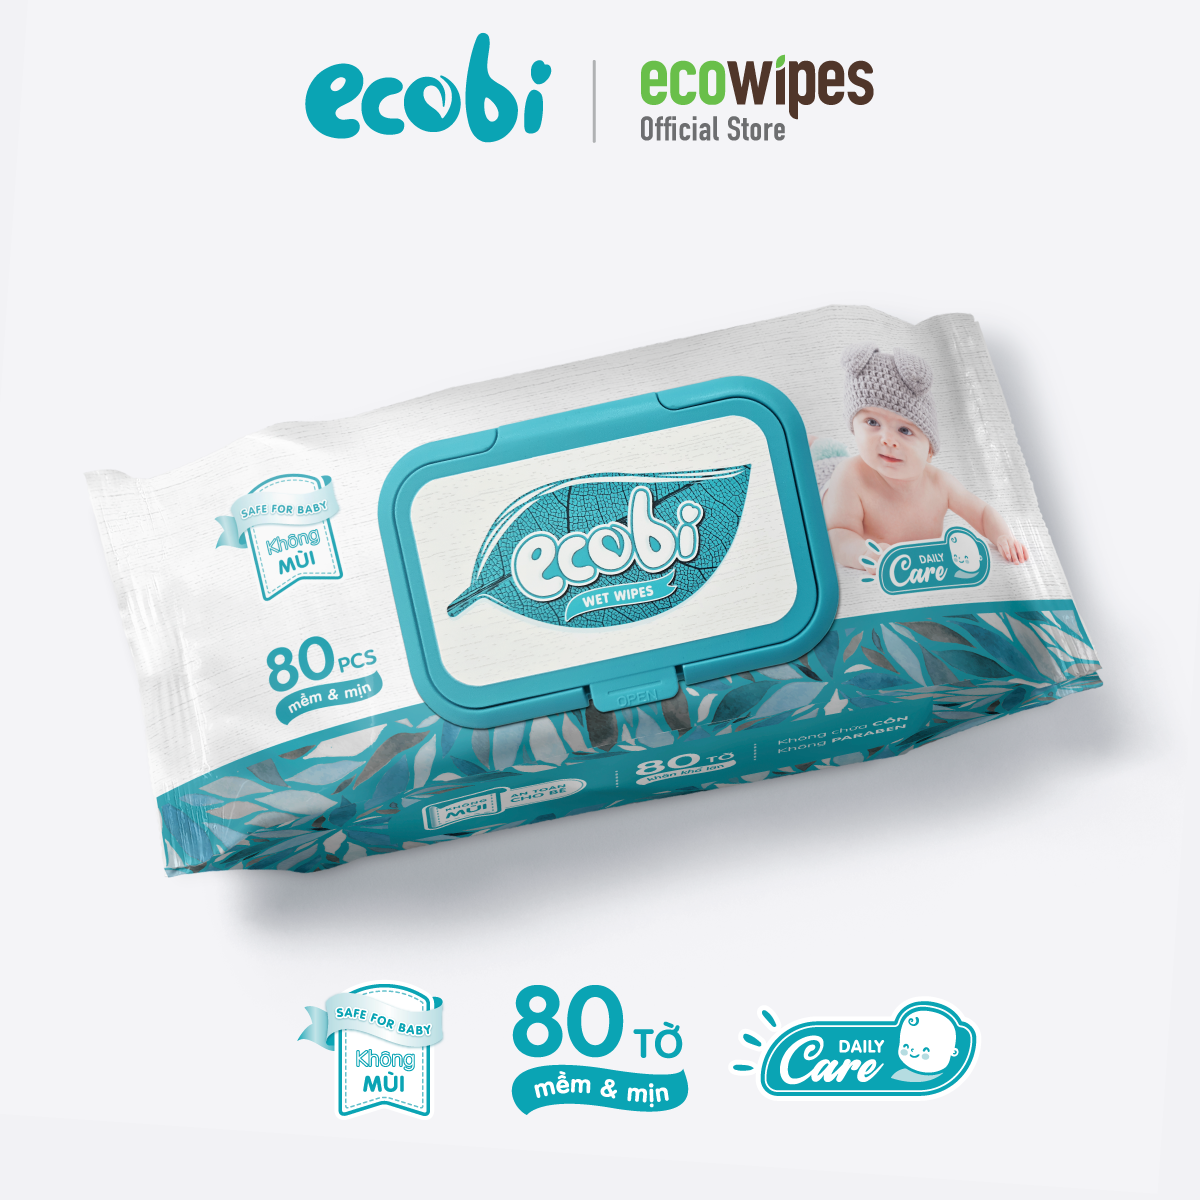 ecobi
ecowipes
Official Store
SAFE FOR BABY
Không
MÙI
80 PCS
mềm & mịn
ecobi
WET WIPES
DAILY
Care
OPEN
KHÔNG
MÙI
AN TOÀN
CHO BÉ
80 TỜ
Không chứa CỒN
Không PARABEN
SAFE FOR BABY
Không
MÙI
80 TỜ
mềm & mịn
DAILY
Care